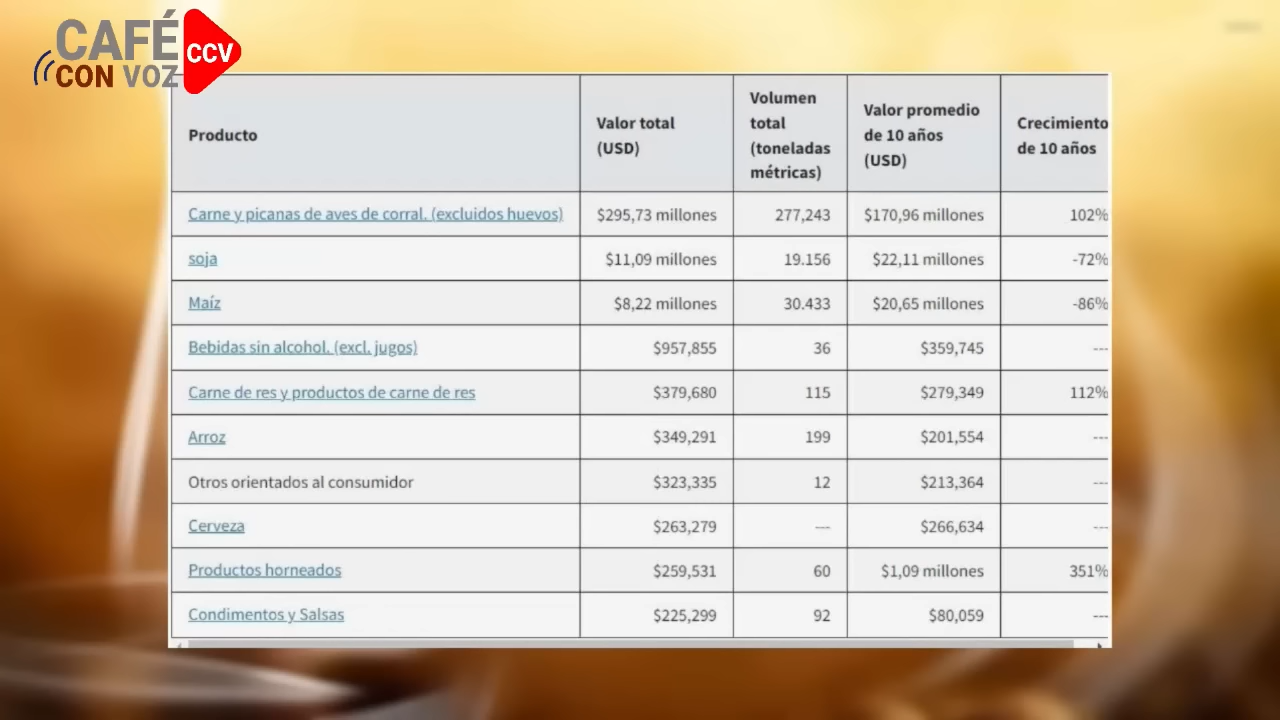 CAFÉ
CON VOZ
CCV
Producto
Valor total
(USD)
Volumen
total
(toneladas
métricas)
Valor promedio
de 10 años
(USD)
Crecimiento
de 10 años
Carne y picanas de aves de corral. (excluidos huevos) $295,73 millones 277,243 $170,96 millones 102%
soja $11,09 millones 19.156 $22,11 millones -72%
Maíz $8,22 millones 30.433 $20,65 millones -86%
Bebidas sin alcohol. (excl. jugos) $957,855 36 $359,745 ---
Carne de res y productos de carne de res $379,680 115 $279,349 112%
Arroz $349,291 199 $201,554 ---
Otros orientados al consumidor $323,335 12 $213,364 ---
Cerveza $263,279 --- $266,634 ---
Productos horneados $259,531 60 $1,09 millones 351%
Condimentos y Salsas $225,299 92 $80,059 ---